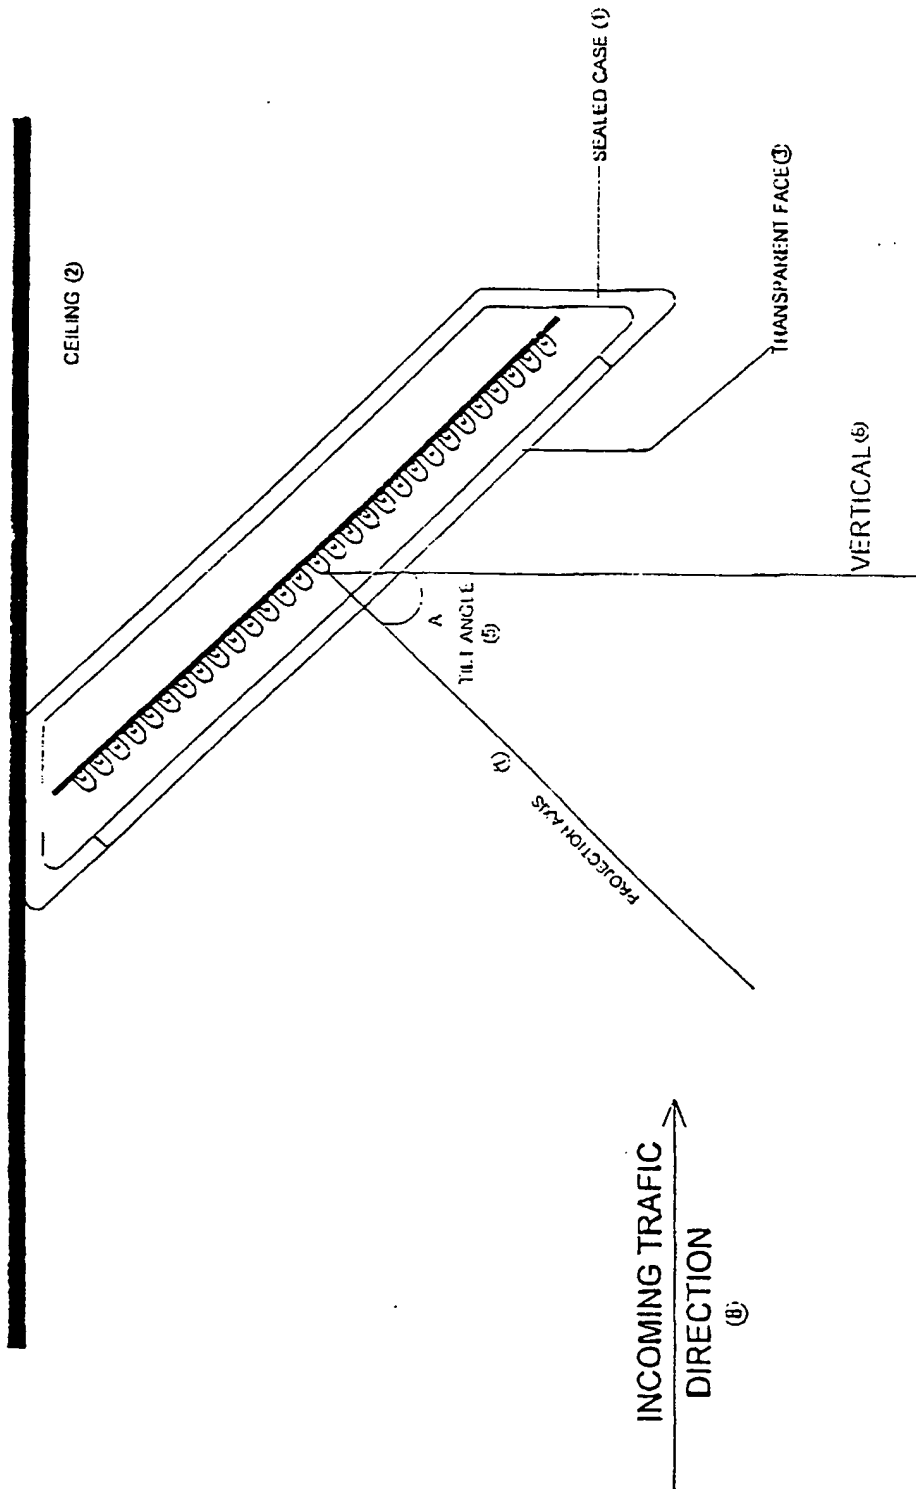 CEILING (2)
SEALED CASE (1)
TRANSPARENT FACE (3)
VERTICAL (6)
A
TILT ANGLE
(5)
PROJECTION AXIS
INCOMING TRAFIC
DIRECTION
(8)